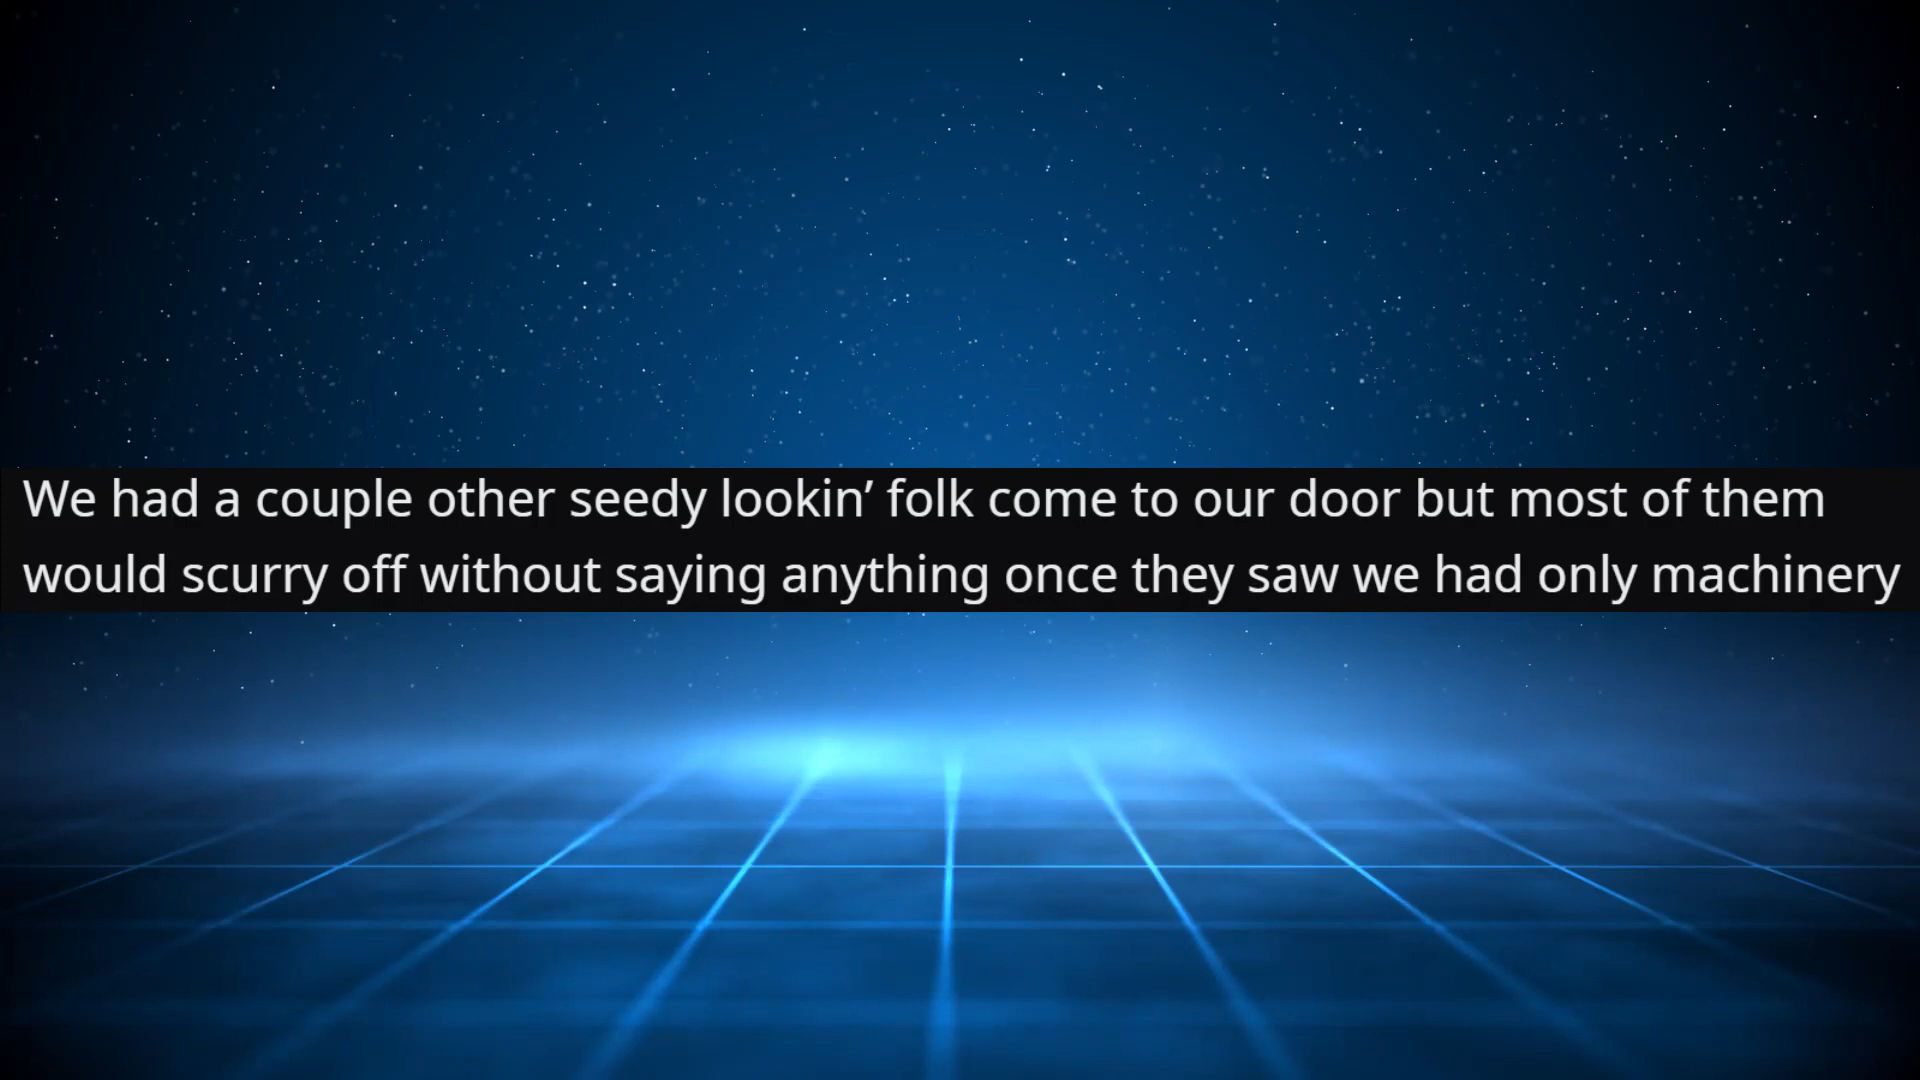 We had a couple other seedy lookin’ folk come to our door but most of them
would scurry off without saying anything once they saw we had only machinery